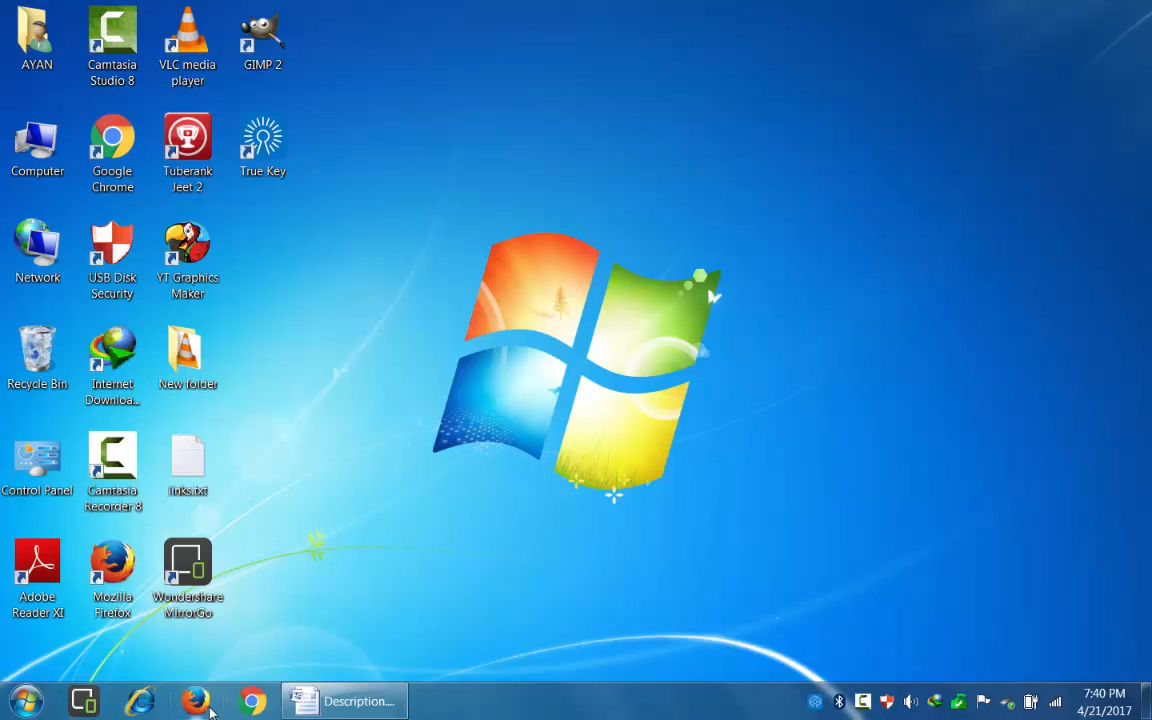 AYAN
Camtasia
Studio 8
VLC media
player
GIMP 2
Computer
Google
Chrome
Tuberank
Jeet 2
True Key
Network
USB Disk
Security
YT Graphics
Maker
Recycle Bin
Internet
Downloa...
New folder
Control Panel
Camtasia
Recorder 8
links.txt
Adobe
Reader XI
Mozilla
Firefox
Wondershare
MirrorGo
Description....
7:40 PM
4/21/2017